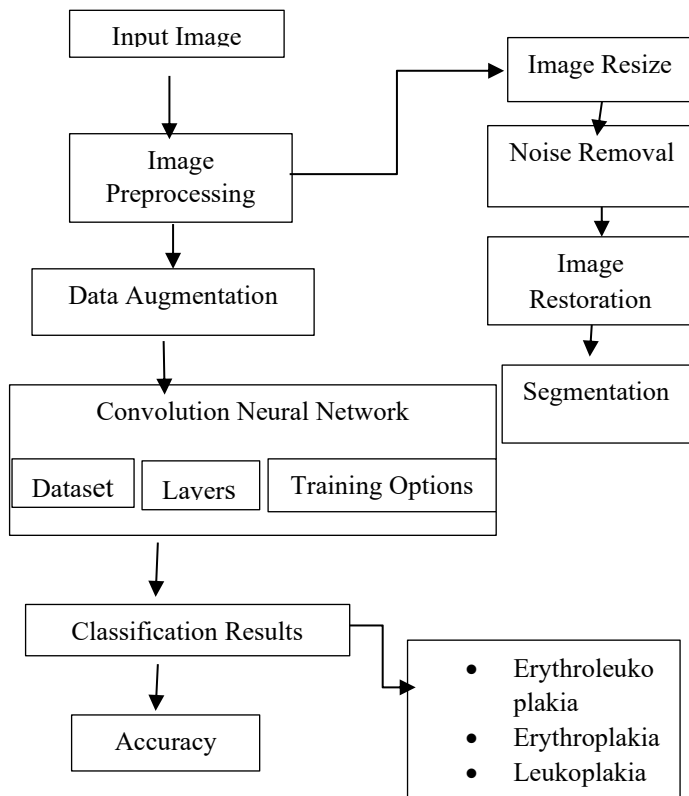 Input Image
Image Resize
Image
Preprocessing
Noise Removal
Data Augmentation
Image
Restoration
Convolution Neural Network
Segmentation
Dataset
Layers
Training Options
Classification Results
Accuracy
• Erythroleuko
plakia
• Erythroplakia
• Leukoplakia